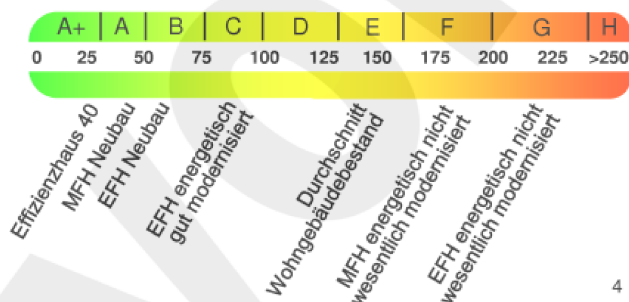 A+ | A | B | C | D | E | F | G | H
0 25 50 75 100 125 150 175 200 225 >250
Effizienzhaus 40
MFH Neubau
EFH Neubau
EFH energetisch
gut modernisiert
Durchschnitt
Wohngebäudebestand
MFH energetisch nicht
wesentlich modernisiert
EFH energetisch nicht
wesentlich modernisiert
4